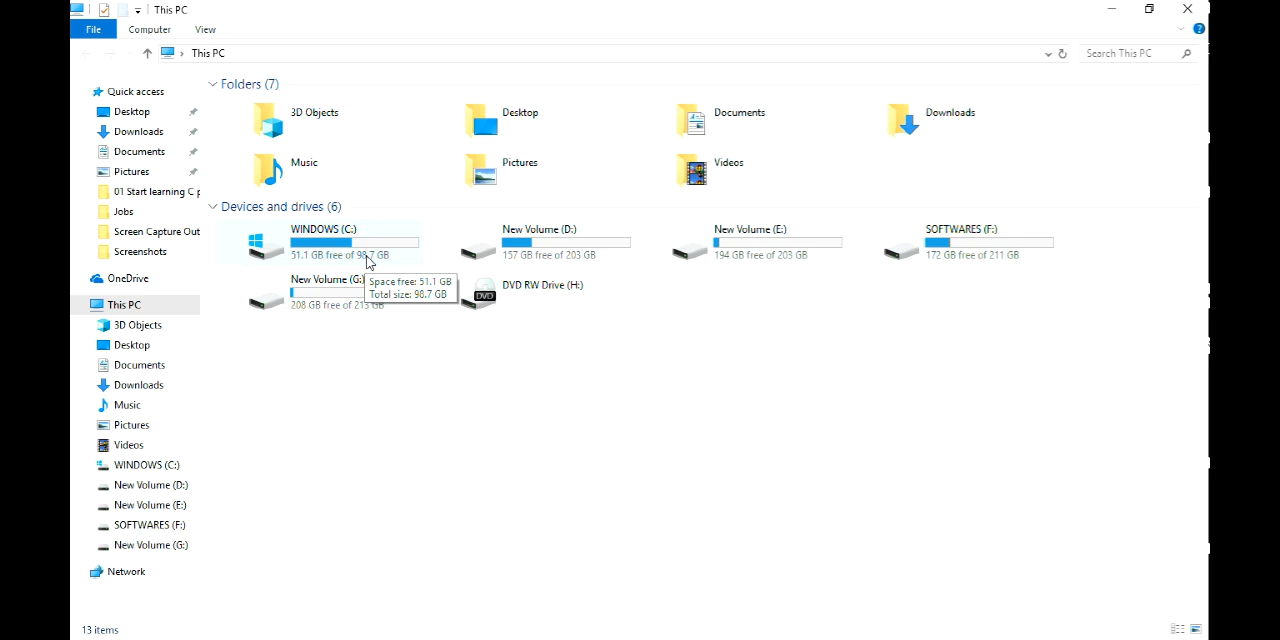 This PC
File Computer View
This PC
Search This PC
Quick access
Desktop
Downloads
Documents
Pictures
01 Start learning C p
Jobs
Screen Capture Out
Screenshots
OneDrive
This PC
3D Objects
Desktop
Documents
Downloads
Music
Pictures
Videos
WINDOWS (C:)
New Volume (D:)
New Volume (E:)
SOFTWARES (F:)
New Volume (G:)
Network
Folders (7)
3D Objects
Desktop
Documents
Downloads
Music
Pictures
Videos
Devices and drives (6)
WINDOWS (C:)
51.1 GB free of 98.7 GB
New Volume (D:)
157 GB free of 203 GB
New Volume (E:)
194 GB free of 203 GB
SOFTWARES (F:)
172 GB free of 211 GB
New Volume (G:)
208 GB free of 213 GB
Space free: 51.1 GB
Total size: 98.7 GB
DVD RW Drive (H:)
DVD
13 items